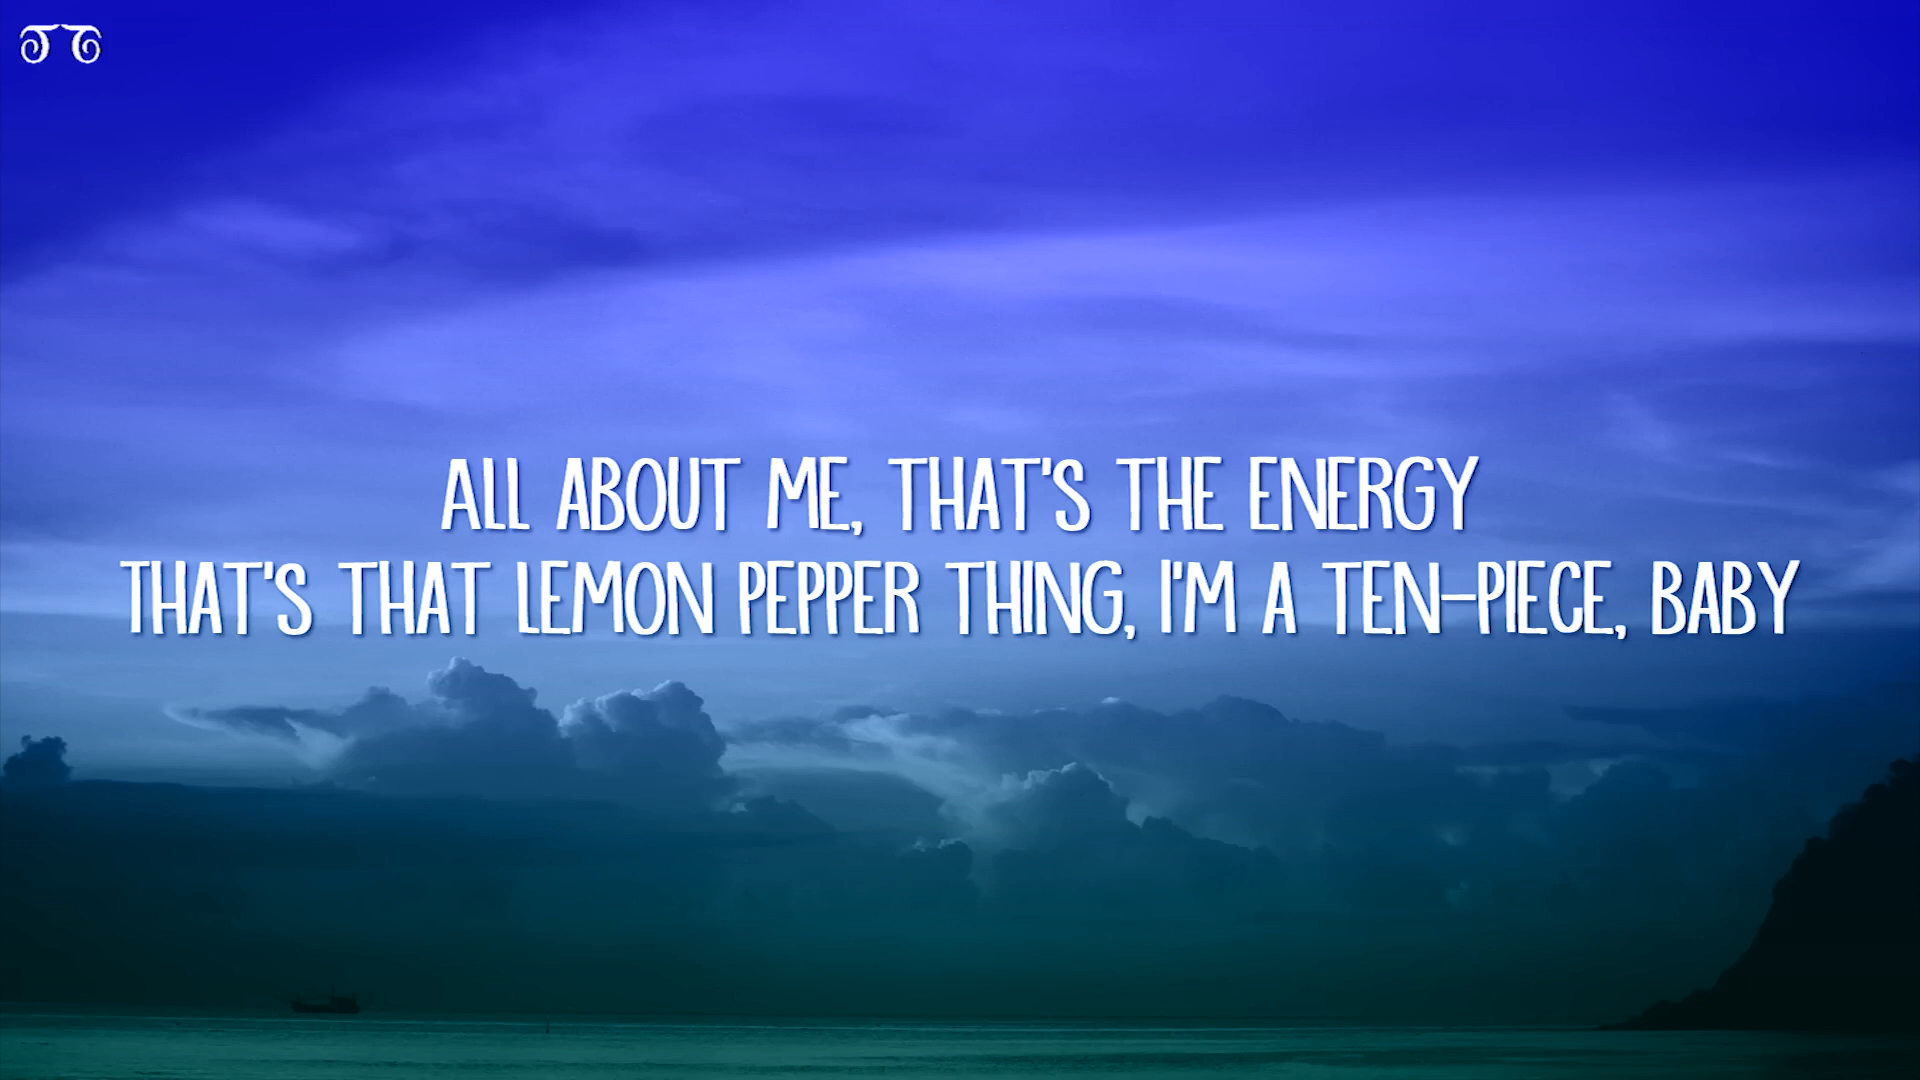 ALL ABOUT ME, THAT'S THE ENERGY
THAT'S THAT LEMON PEPPER THING, I'M A TEN-PIECE, BABY